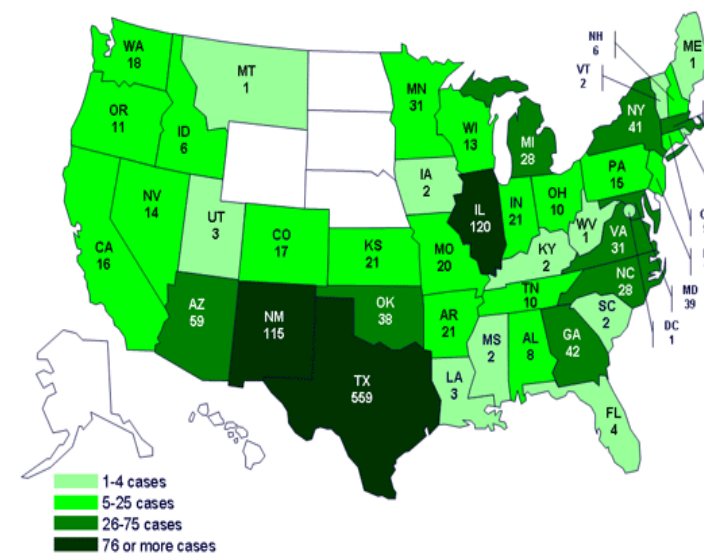 NH
6
ME
1
VT
2
WA
18
MT
1
MN
31
OR
11
ID
6
WI
13
MI
28
NY
41
IA
2
PA
15
NV
14
UT
3
CO
17
IL
120
IN
21
OH
10
WV
1
VA
31
CA
16
KS
21
MO
20
KY
2
MD
39
NC
28
TN
10
DC
1
AZ
59
NM
115
OK
38
AR
21
SC
2
MS
2
AL
8
GA
42
TX
559
LA
3
FL
4
1-4 cases
5-25 cases
26-75 cases
76 or more cases